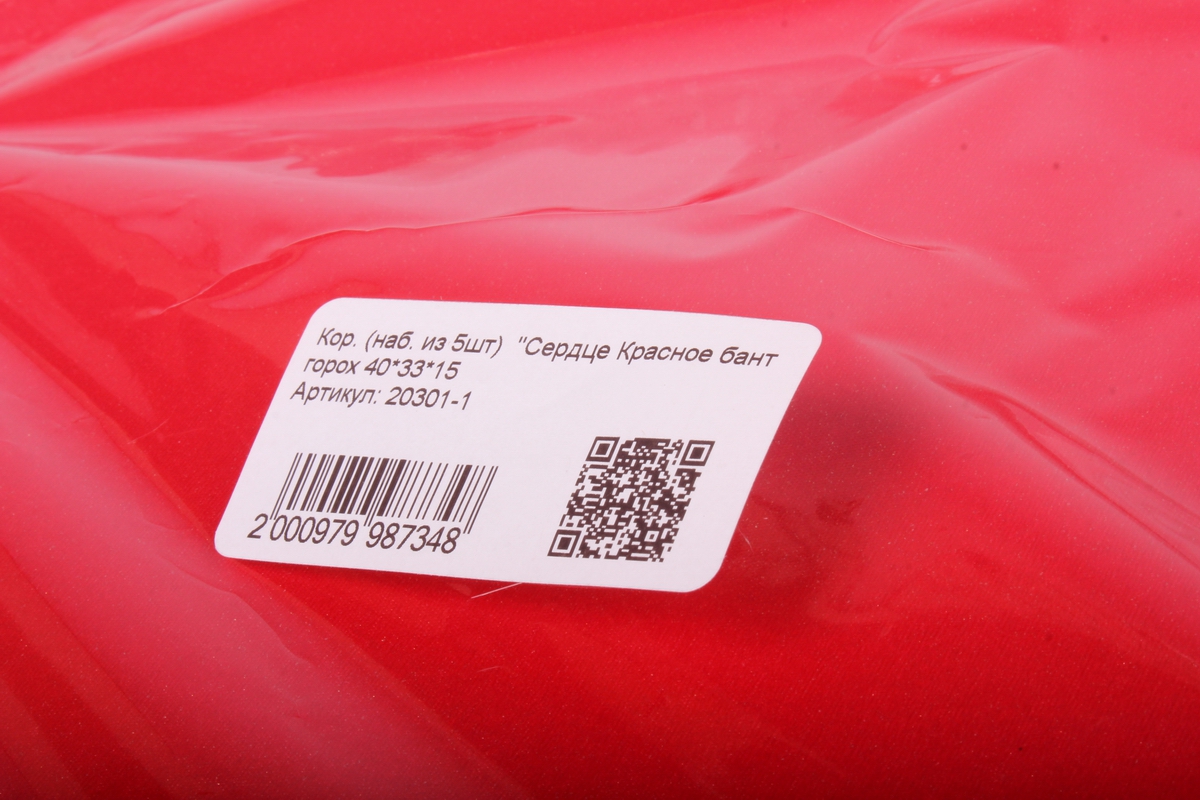 Кор. (наб. из 5шт) "Сердце Красное бант
горох 40*33*15
Артикул: 20301-1
2 000979 987348